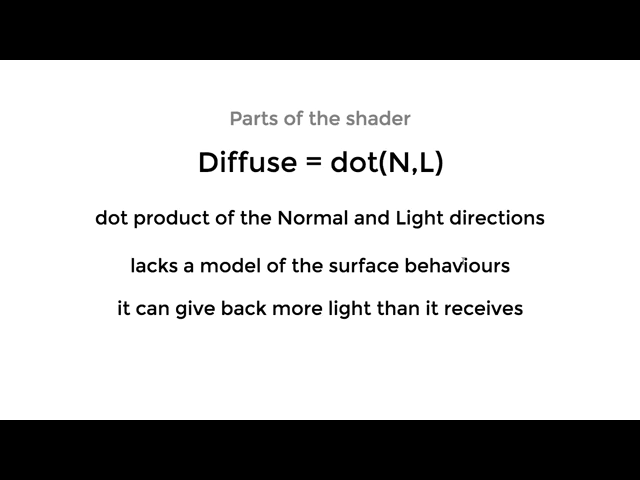 Parts of the shader
Diffuse = dot(N,L)
dot product of the Normal and Light directions
lacks a model of the surface behaviours
it can give back more light than it receives